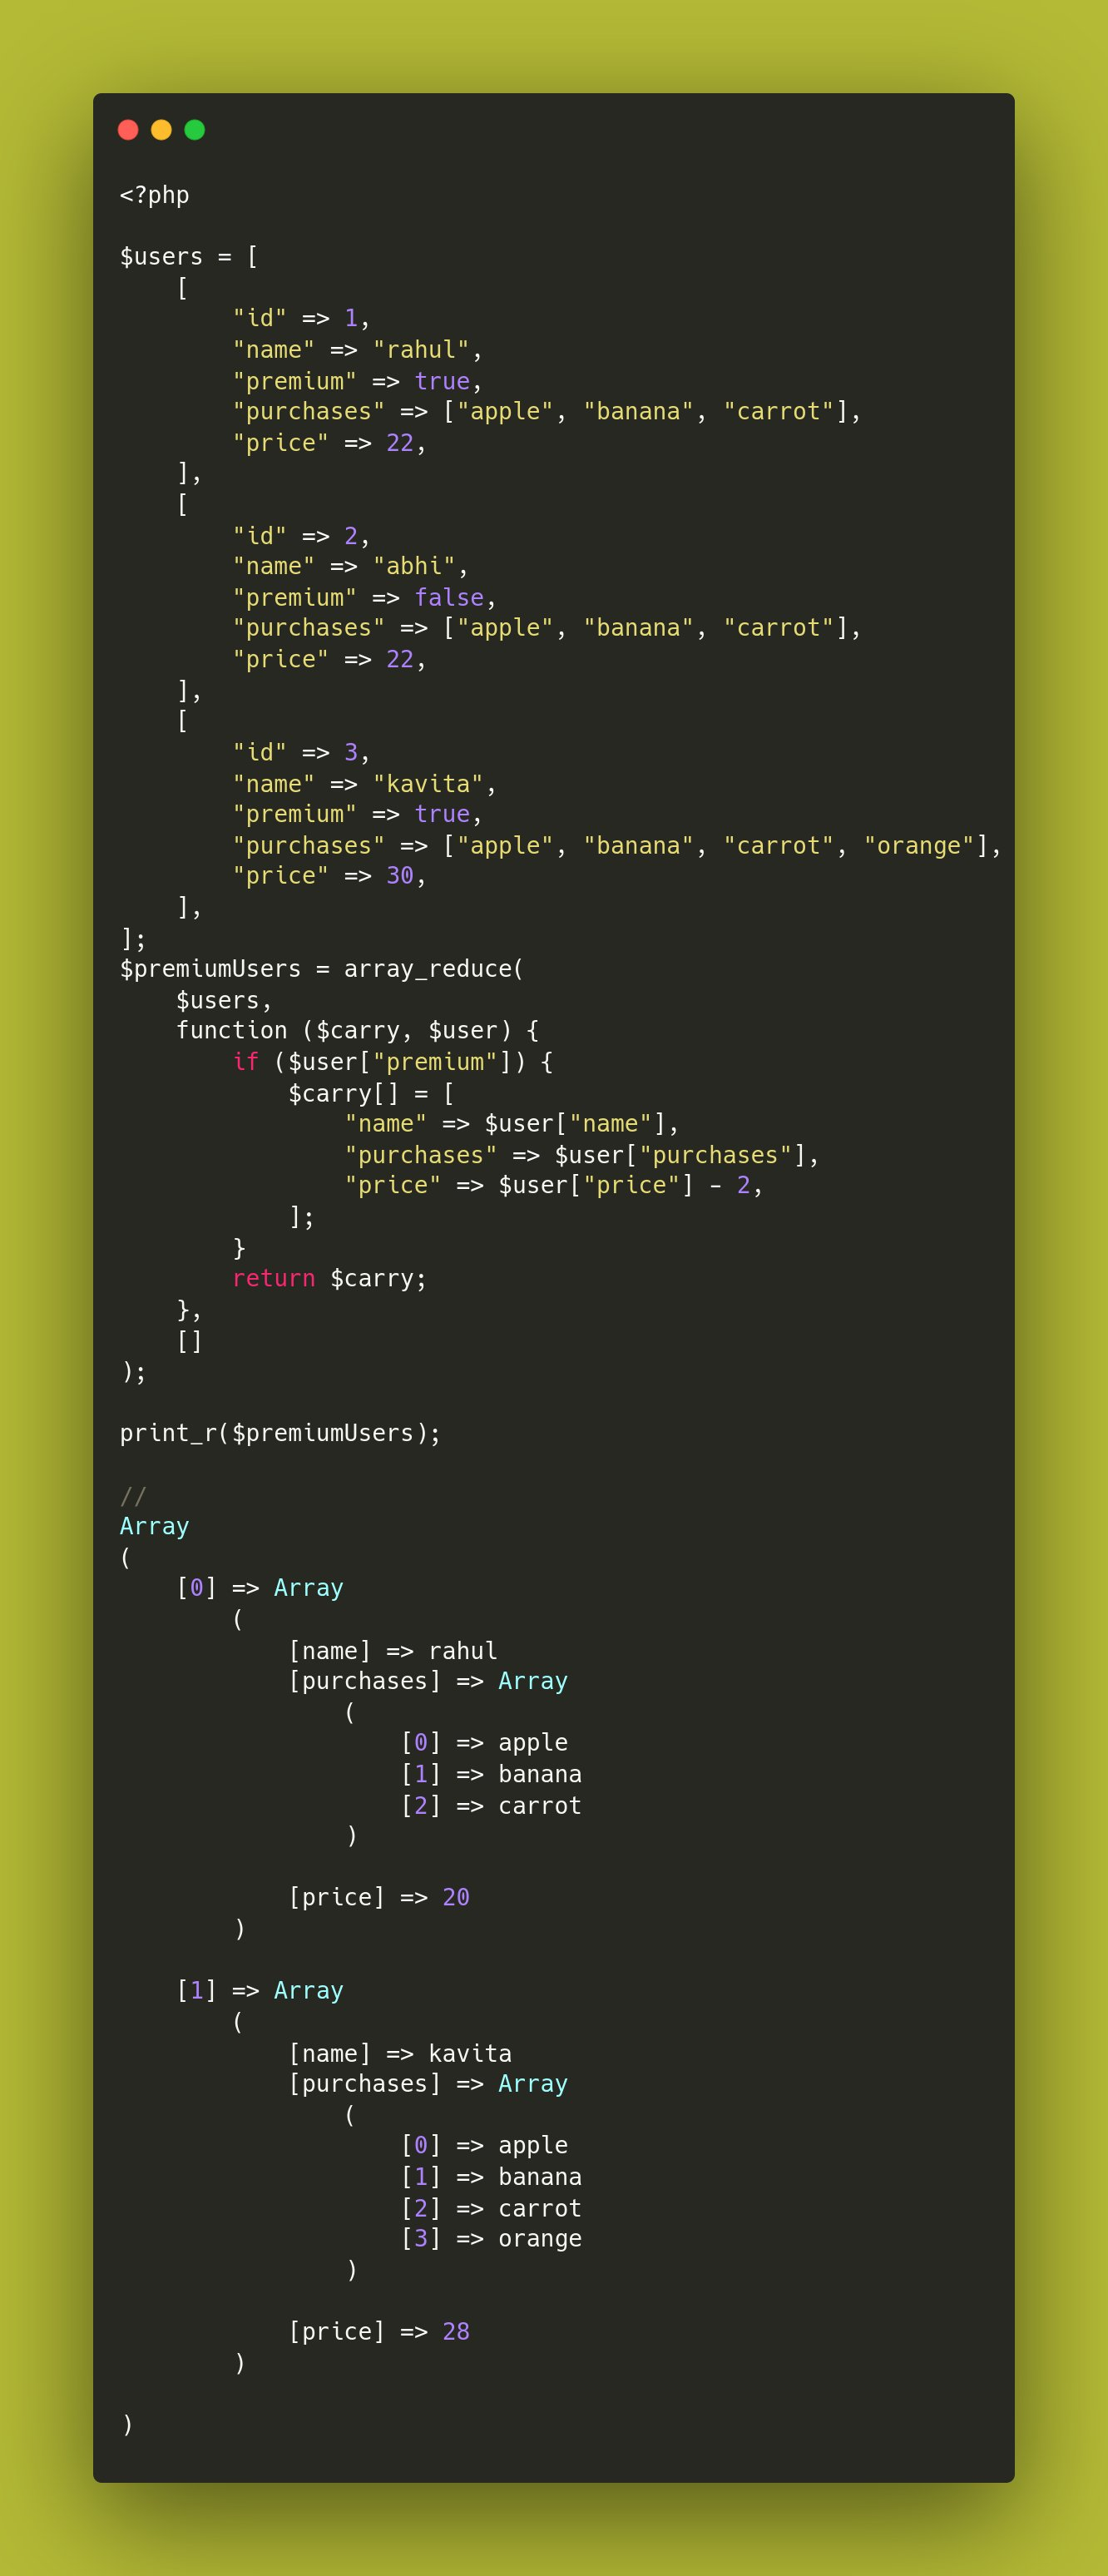 <?php

$users = [
    [
        "id" => 1,
        "name" => "rahul",
        "premium" => true,
        "purchases" => ["apple", "banana", "carrot"],
        "price" => 22,
    ],
    [
        "id" => 2,
        "name" => "abhi",
        "premium" => false,
        "purchases" => ["apple", "banana", "carrot"],
        "price" => 22,
    ],
    [
        "id" => 3,
        "name" => "kavita",
        "premium" => true,
        "purchases" => ["apple", "banana", "carrot", "orange"],
        "price" => 30,
    ],
];
$premiumUsers = array_reduce(
    $users,
    function ($carry, $user) {
        if ($user["premium"]) {
            $carry[] = [
                "name" => $user["name"],
                "purchases" => $user["purchases"],
                "price" => $user["price"] - 2,
            ];
        }
        return $carry;
    },
    []
);

print_r($premiumUsers);

//
Array
(
    [0] => Array
        (
            [name] => rahul
            [purchases] => Array
                (
                    [0] => apple
                    [1] => banana
                    [2] => carrot
                )

            [price] => 20
        )

    [1] => Array
        (
            [name] => kavita
            [purchases] => Array
                (
                    [0] => apple
                    [1] => banana
                    [2] => carrot
                    [3] => orange
                )

            [price] => 28
        )

)